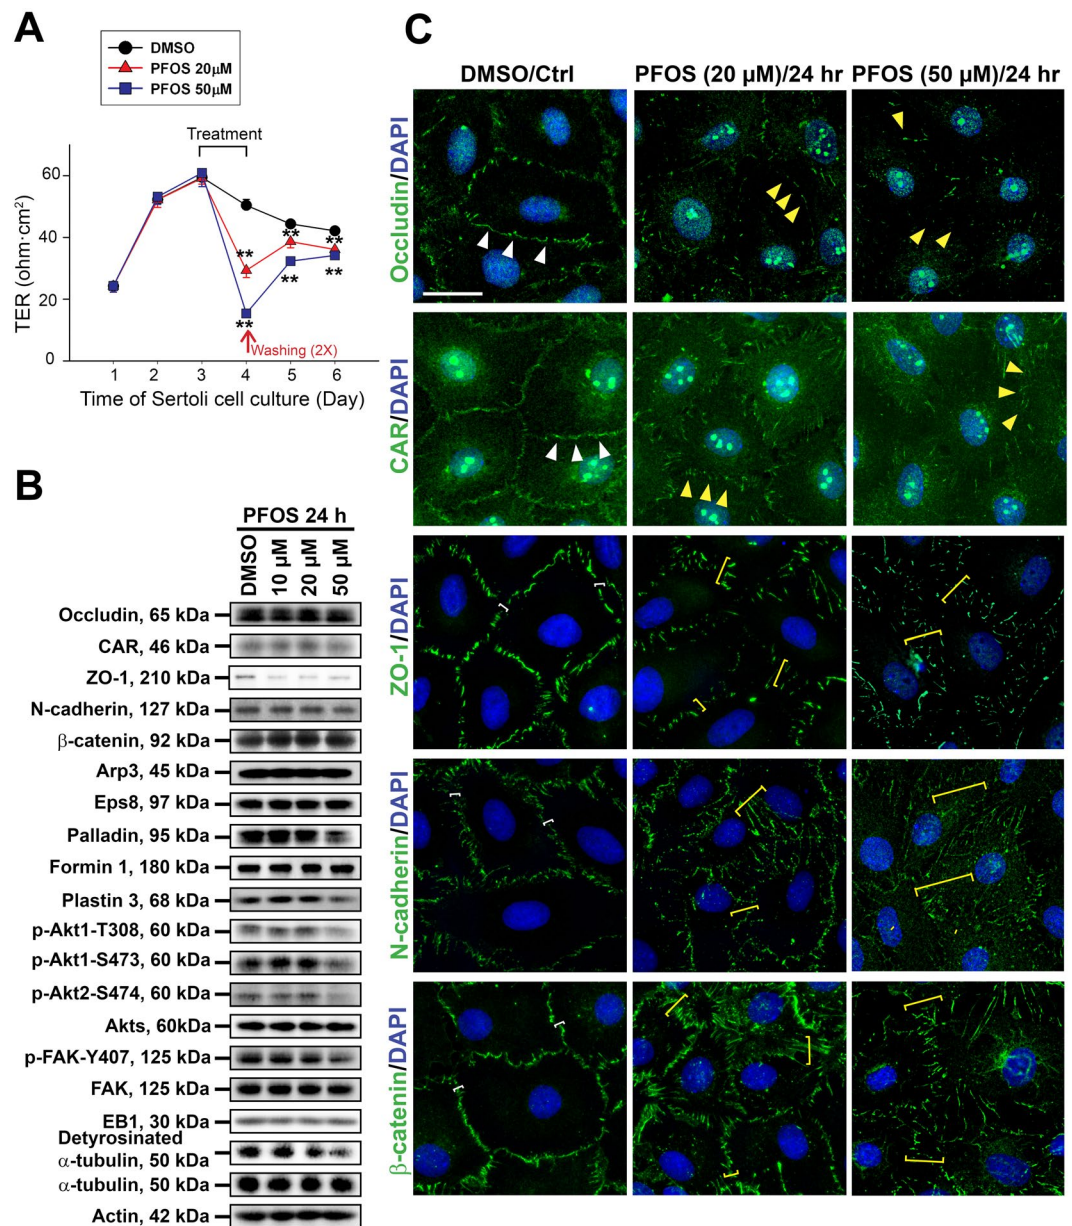 A
DMSO
PFOS 20μM
PFOS 50μM
Treatment
TER (ohm·cm²)
60
40
20
0
**
**
**
**
**
**
Washing (2X)
1 2 3 4 5 6
Time of Sertoli cell culture (Day)
B
PFOS 24 h
DMSO
10 μM
20 μM
50 μM
Occludin, 65 kDa
CAR, 46 kDa
ZO-1, 210 kDa
N-cadherin, 127 kDa
β-catenin, 92 kDa
Arp3, 45 kDa
Eps8, 97 kDa
Palladin, 95 kDa
Formin 1, 180 kDa
Plastin 3, 68 kDa
p-Akt1-T308, 60 kDa
p-Akt1-S473, 60 kDa
p-Akt2-S474, 60 kDa
Akts, 60kDa
p-FAK-Y407, 125 kDa
FAK, 125 kDa
EB1, 30 kDa
Detyrosinated
α-tubulin, 50 kDa
α-tubulin, 50 kDa
Actin, 42 kDa
C
DMSO/Ctrl
PFOS (20 μM)/24 hr
PFOS (50 μM)/24 hr
Occludin/DAPI
CAR/DAPI
ZO-1/DAPI
N-cadherin/DAPI
β-catenin/DAPI